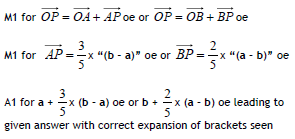 M1 for $\overrightarrow{OP} = \overrightarrow{OA} + \overrightarrow{AP}$ oe or $\overrightarrow{OP} = \overrightarrow{OB} + \overrightarrow{BP}$ oe
M1 for $\overrightarrow{AP} = \frac{3}{5}$ x “(b - a)” oe or $\overrightarrow{BP} = \frac{2}{5}$ x “(a - b)” oe
A1 for a + $\frac{3}{5}$ x (b - a) oe or b + $\frac{2}{5}$ x (a - b) oe leading to
given answer with correct expansion of brackets seen